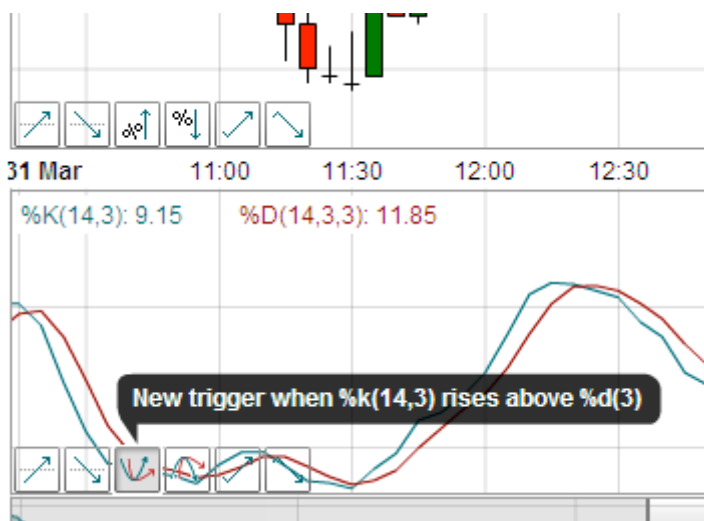 31 Mar 11:00 11:30 12:00 12:30
%K(14,3): 9.15 %D(14,3,3): 11.85
New trigger when %k(14,3) rises above %d(3)